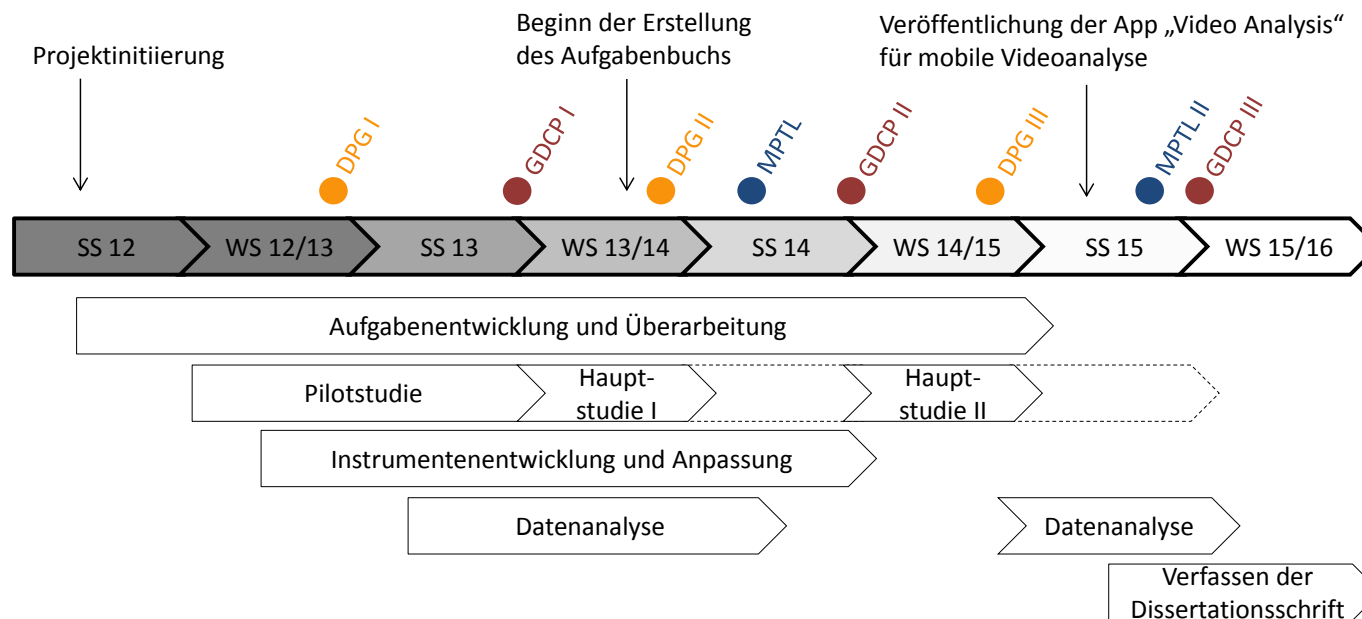 Projektinitiierung
Beginn der Erstellung
des Aufgabenbuchs
Veröffentlichung der App „Video Analysis“
für mobile Videoanalyse
DPG I
GDCP I
DPG II
MPTL
GDCP II
DPG III
MPTL II
GDCP III
SS 12
WS 12/13
SS 13
WS 13/14
SS 14
WS 14/15
SS 15
WS 15/16
Aufgabenentwicklung und Überarbeitung
Pilotstudie
Haupt-
studie I
Haupt-
studie II
Instrumentenentwicklung und Anpassung
Datenanalyse
Datenanalyse
Verfassen der
Dissertationsschrift